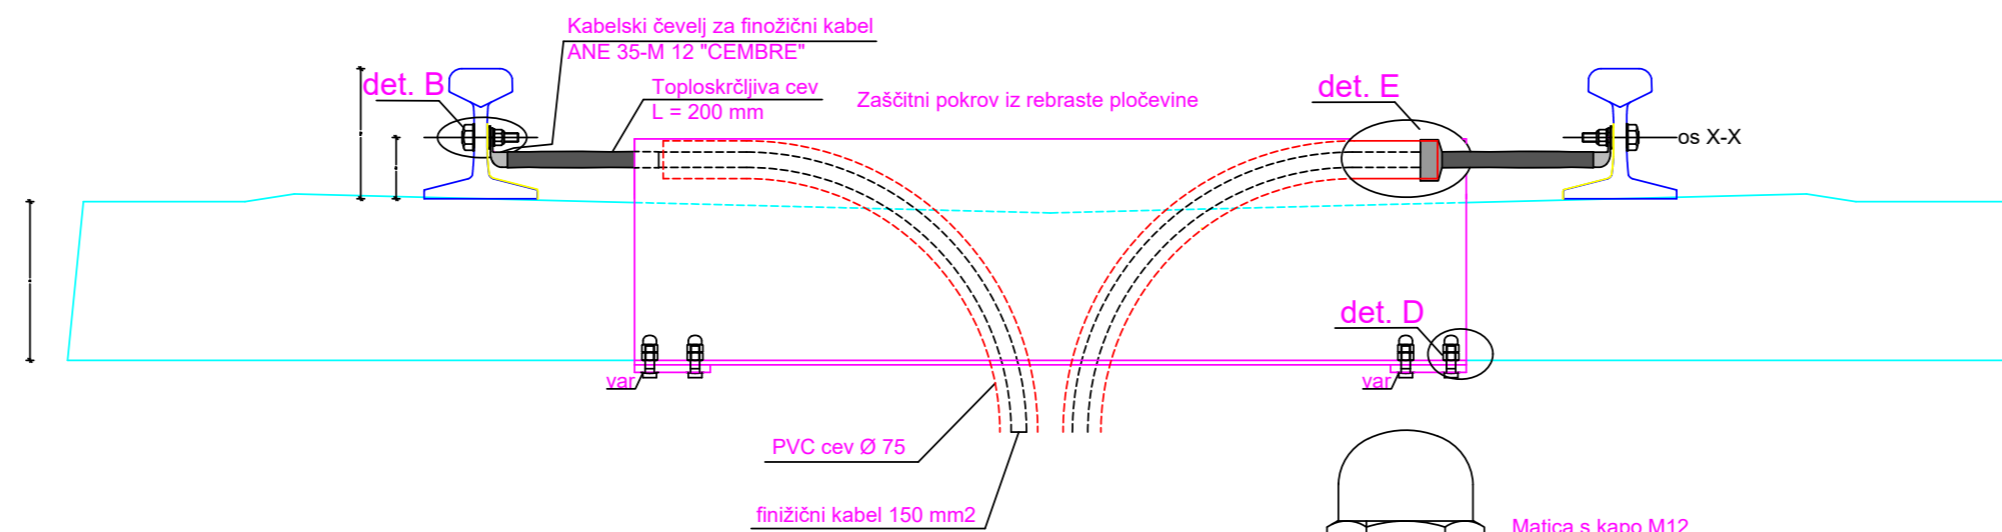 Kabelski čevelj za finožični kabel
ANE 35-M 12 "CEMBRE"
det. B
Toploskrčljiva cev
L = 200 mm
Zaščitni pokrov iz rebraste pločevine
det. E
os X-X
det. D
var
var
PVC cev Ø 75
finižični kabel 150 mm2
Matica s kapo M12